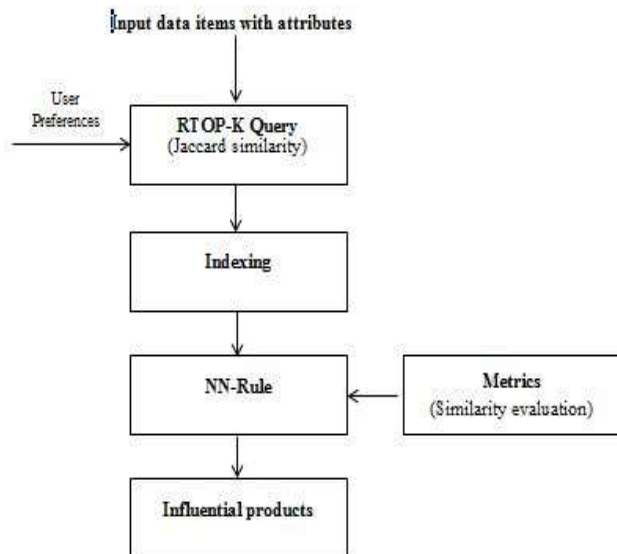 Input data items with attributes
User
Preferences
RTOP-K Query
(Jaccard similarity)
Indexing
NN-Rule
Metrics
(Similarity evaluation)
Influential products